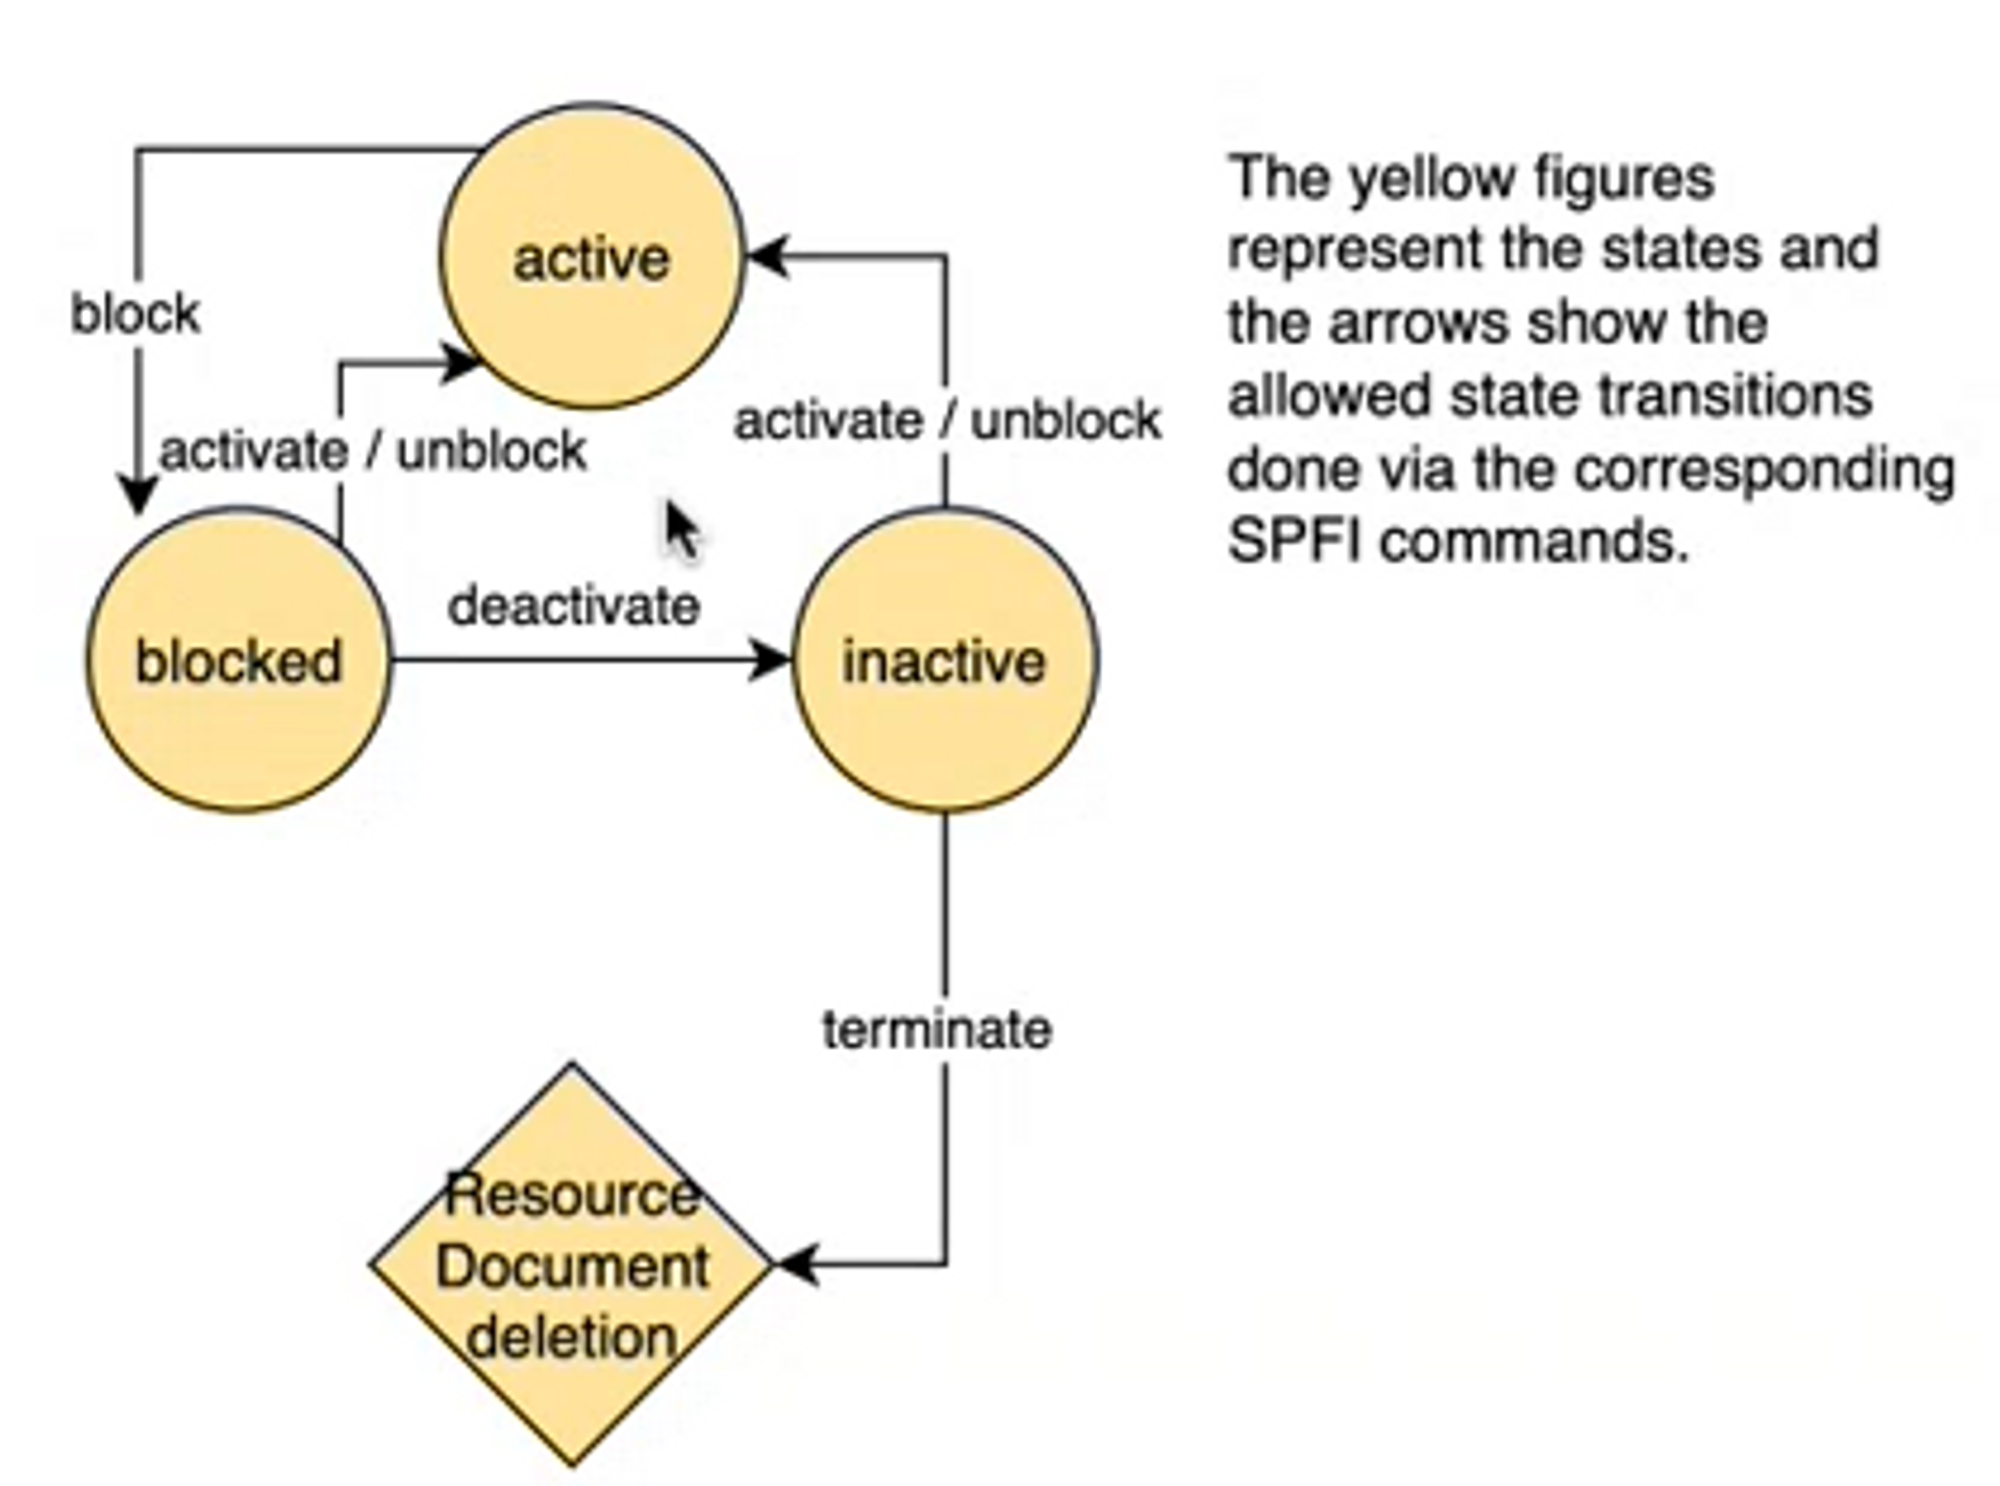 active
block
activate / unblock
activate / unblock
blocked
deactivate
inactive
terminate
Resource
Document
deletion
The yellow figures
represent the states and
the arrows show the
allowed state transitions
done via the corresponding
SPFI commands.